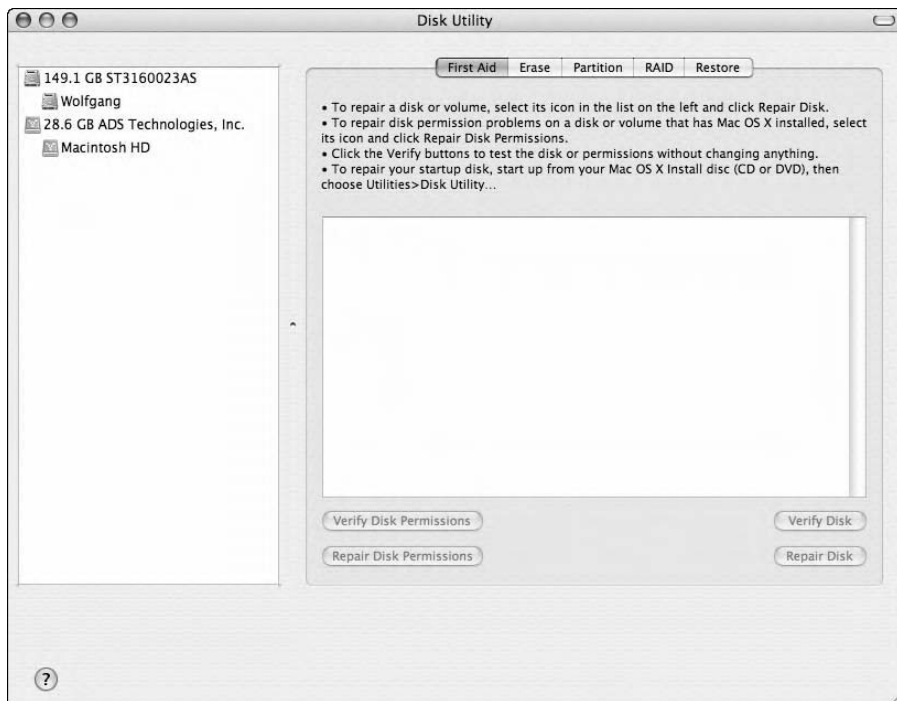 Disk Utility
149.1 GB ST3160023AS
Wolfgang
28.6 GB ADS Technologies, Inc.
Macintosh HD
First Aid Erase Partition RAID Restore
• To repair a disk or volume, select its icon in the list on the left and click Repair Disk.
• To repair disk permission problems on a disk or volume that has Mac OS X installed, select
its icon and click Repair Disk Permissions.
• Click the Verify buttons to test the disk or permissions without changing anything.
• To repair your startup disk, start up from your Mac OS X Install disc (CD or DVD), then
choose Utilities>Disk Utility...
Verify Disk Permissions Verify Disk
Repair Disk Permissions Repair Disk
?